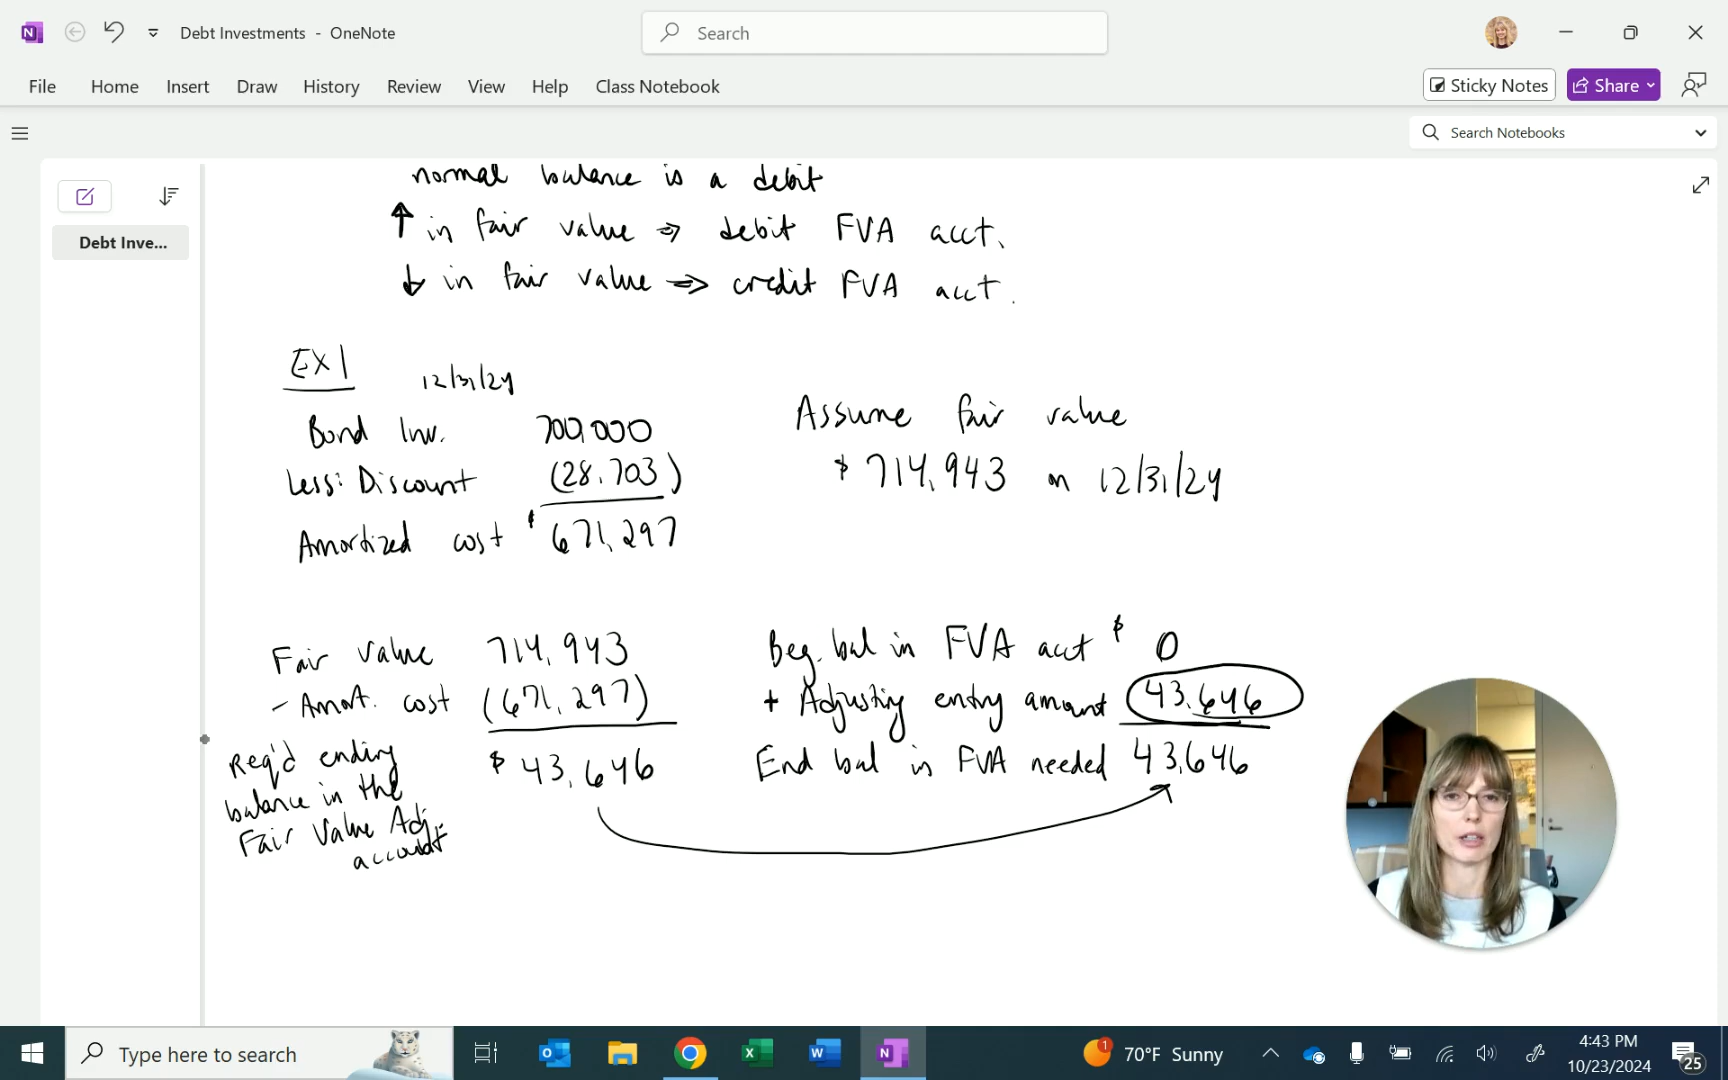 Debt Investments - OneNote
Search
File Home Insert Draw History Review View Help Class Notebook
Sticky Notes
Share
Search Notebooks
Debt Inve...
normal balance is a debit
↑ in fair value ⇒ debit FVA acct.
↓ in fair value ⇒ credit FVA acct.
EX 1 12/31/24
Bond Inv. 700,000
Less: Discount (28,703)
Amortized cost $ 671,297
Assume fair value
$ 714,943 on 12/31/24
Fair Value 714,943
- Amort. cost (671,297)
Req'd ending
balance in the
Fair Value Adj.
account
$ 43,646
Beg. bal in FVA acct $ 0
+ Adjusting entry amount 43,646
End bal in FVA needed 43,646
Type here to search
1
70°F Sunny
4:43 PM
10/23/2024
25